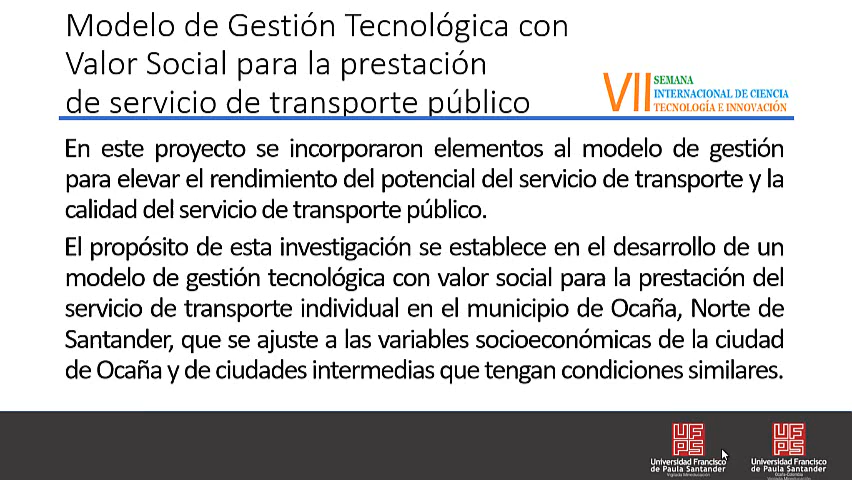 Modelo de Gestión Tecnológica con
Valor Social para la prestación
de servicio de transporte público
VII SEMANA
INTERNACIONAL DE CIENCIA
TECNOLOGÍA E INNOVACIÓN
En este proyecto se incorporaron elementos al modelo de gestión
para elevar el rendimiento del potencial del servicio de transporte y la
calidad del servicio de transporte público.
El propósito de esta investigación se establece en el desarrollo de un
modelo de gestión tecnológica con valor social para la prestación del
servicio de transporte individual en el municipio de Ocaña, Norte de
Santander, que se ajuste a las variables socioeconómicas de la ciudad
de Ocaña y de ciudades intermedias que tengan condiciones similares.
UFPS
Universidad Francisco
de Paula Santander
Vigilada Mineducación
UFPS
Universidad Francisco
de Paula Santander
Ocaña - Colombia
Vigilada Mineducación